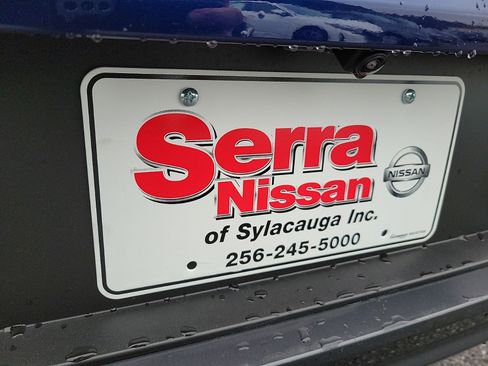 Serra
Nissan
NISSAN
of Sylacauga Inc.
256-245-5000